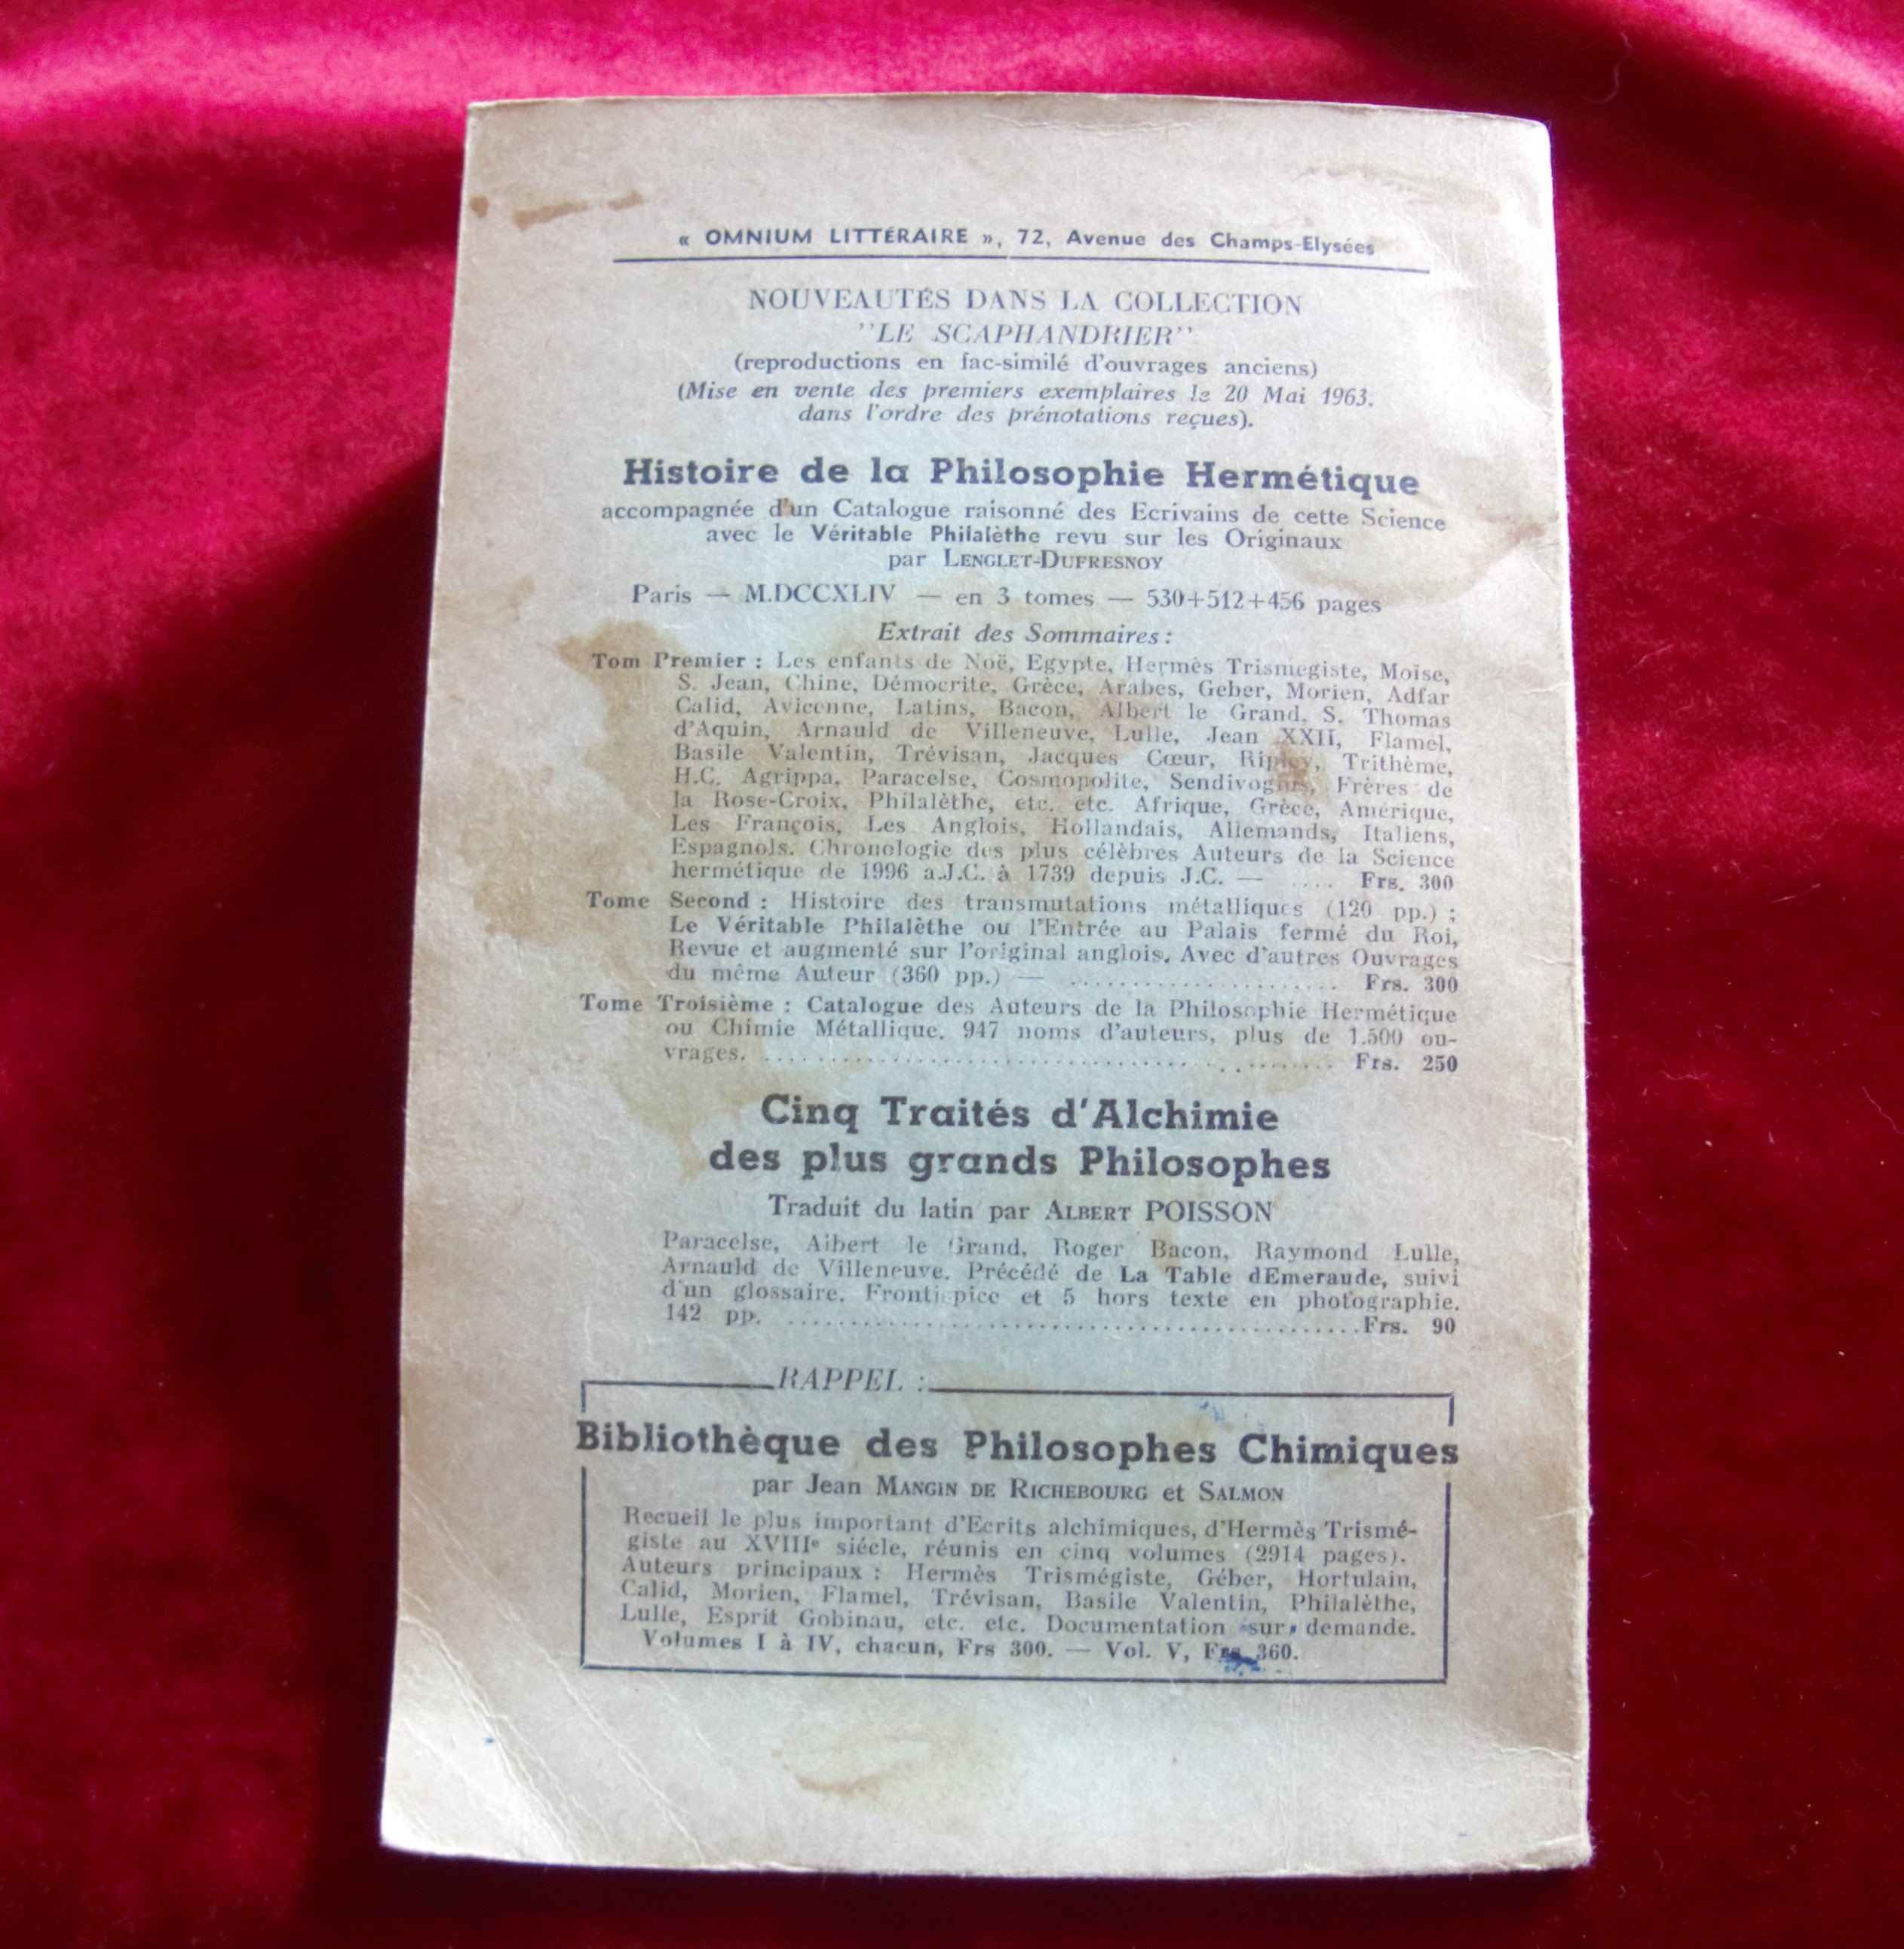 « OMNIUM LITTÉRAIRE », 72, Avenue des Champs-Elysées
NOUVEAUTÉS DANS LA COLLECTION
"LE SCAPHANDRIER"
(reproductions en fac-similé d'ouvrages anciens)
(Mise en vente des premiers exemplaires le 20 Mai 1963.
dans l'ordre des prénotations reçues).
Histoire de la Philosophie Hermétique
accompagnée d'un Catalogue raisonné des Ecrivains de cette Science
avec le Véritable Philalèthe revu sur les Originaux
par LENGLET-DUFRESNOY
Paris — M.DCCXLIV — en 3 tomes — 530+512+456 pages
Extrait des Sommaires :
Tom Premier : Les enfants de Noë, Egypte, Hermès Trismegiste, Moïse,
S. Jean, Chine, Démocrite, Grèce, Arabes, Geber, Morien, Adfar
Calid, Avicenne, Latins, Bacon, Albert le Grand, S. Thomas
d'Aquin, Arnauld de Villeneuve, Lulle, Jean XXII, Flamel,
Basile Valentin, Trévisan, Jacques Cœur, Ripley, Trithème,
H.C. Agrippa, Paracelse, Cosmopolite, Sendivogius, Frères de
la Rose-Croix, Philalèthe, etc. etc. Afrique, Grèce, Amérique,
Les François, Les Anglois, Hollandais, Allemands, Italiens,
Espagnols. Chronologie des plus célèbres Auteurs de la Science
hermétique de 1996 a.J.C. à 1739 depuis J.C. — .... Frs. 300
Tome Second : Histoire des transmutations métalliques (120 pp.) ;
Le Véritable Philalèthe ou l'Entrée au Palais fermé du Roi,
Revue et augmenté sur l'original anglois. Avec d'autres Ouvrages
du même Auteur (360 pp.) — ...................... Frs. 300
Tome Troisième : Catalogue des Auteurs de la Philosophie Hermétique
ou Chimie Métallique. 947 noms d'auteurs, plus de 1.500 ou-
vrages. .............................................. Frs. 250
Cinq Traités d'Alchimie
des plus grands Philosophes
Traduit du latin par ALBERT POISSON
Paracelse, Albert le Grand, Roger Bacon, Raymond Lulle,
Arnauld de Villeneuve. Précédé de La Table dEmeraude, suivi
d'un glossaire. Frontispice et 5 hors texte en photographie.
142 pp. ..............................................Frs. 90
RAPPEL :
Bibliothèque des Philosophes Chimiques
par Jean MANGIN DE RICHEBOURG et SALMON
Recueil le plus important d'Ecrits alchimiques, d'Hermès Trismé-
giste au XVIIIe siécle, réunis en cinq volumes (2914 pages).
Auteurs principaux : Hermès Trismégiste, Géber, Hortulain,
Calid, Morien, Flamel, Trévisan, Basile Valentin, Philalèthe,
Lulle, Esprit Gobinau, etc. etc. Documentation sur demande.
Volumes I à IV, chacun, Frs 300. — Vol. V, Frs 360.